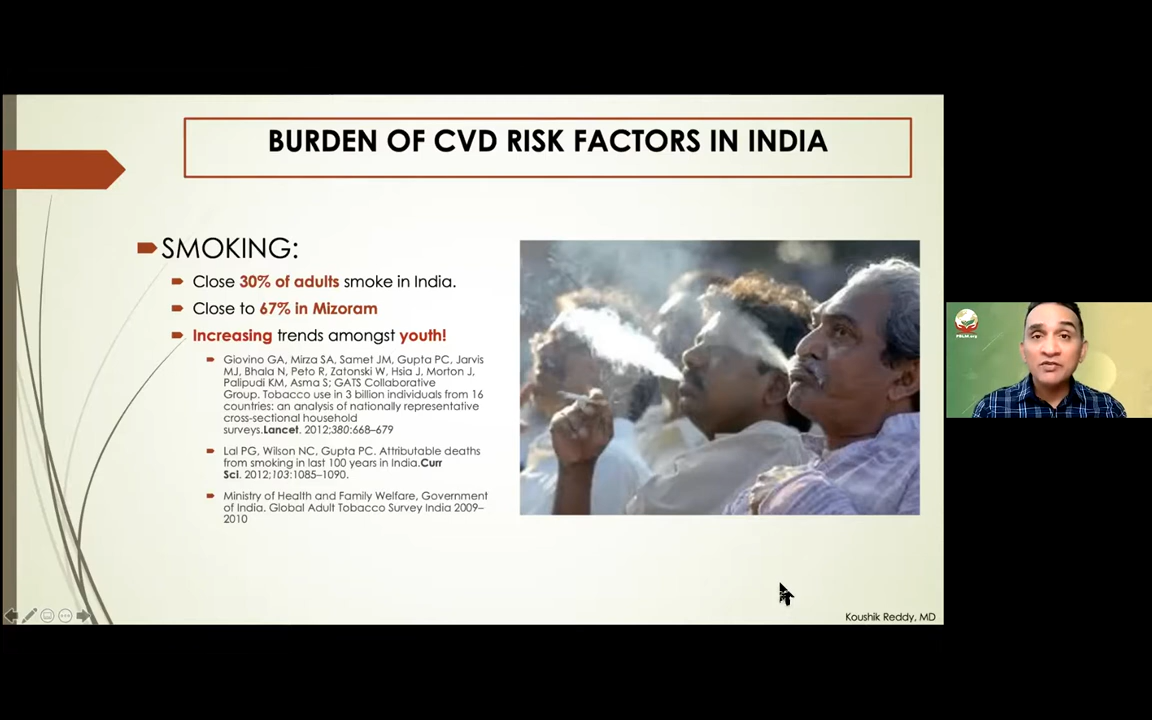 BURDEN OF CVD RISK FACTORS IN INDIA
SMOKING:
Close 30% of adults smoke in India.
Close to 67% in Mizoram
Increasing trends amongst youth!
Giovino GA, Mirza SA, Samet JM, Gupta PC, Jarvis
MJ, Bhala N, Peto R, Zatonski W, Hsia J, Morton J,
Palipudi KM, Asma S; GATS Collaborative
Group. Tobacco use in 3 billion individuals from 16
countries: an analysis of nationally representative
cross-sectional household
surveys.Lancet. 2012;380:668–679
Lal PG, Wilson NC, Gupta PC. Attributable deaths
from smoking in last 100 years in India.Curr
Sci. 2012;103:1085–1090.
Ministry of Health and Family Welfare, Government
of India. Global Adult Tobacco Survey India 2009–
2010
Koushik Reddy, MD
PBLM.org